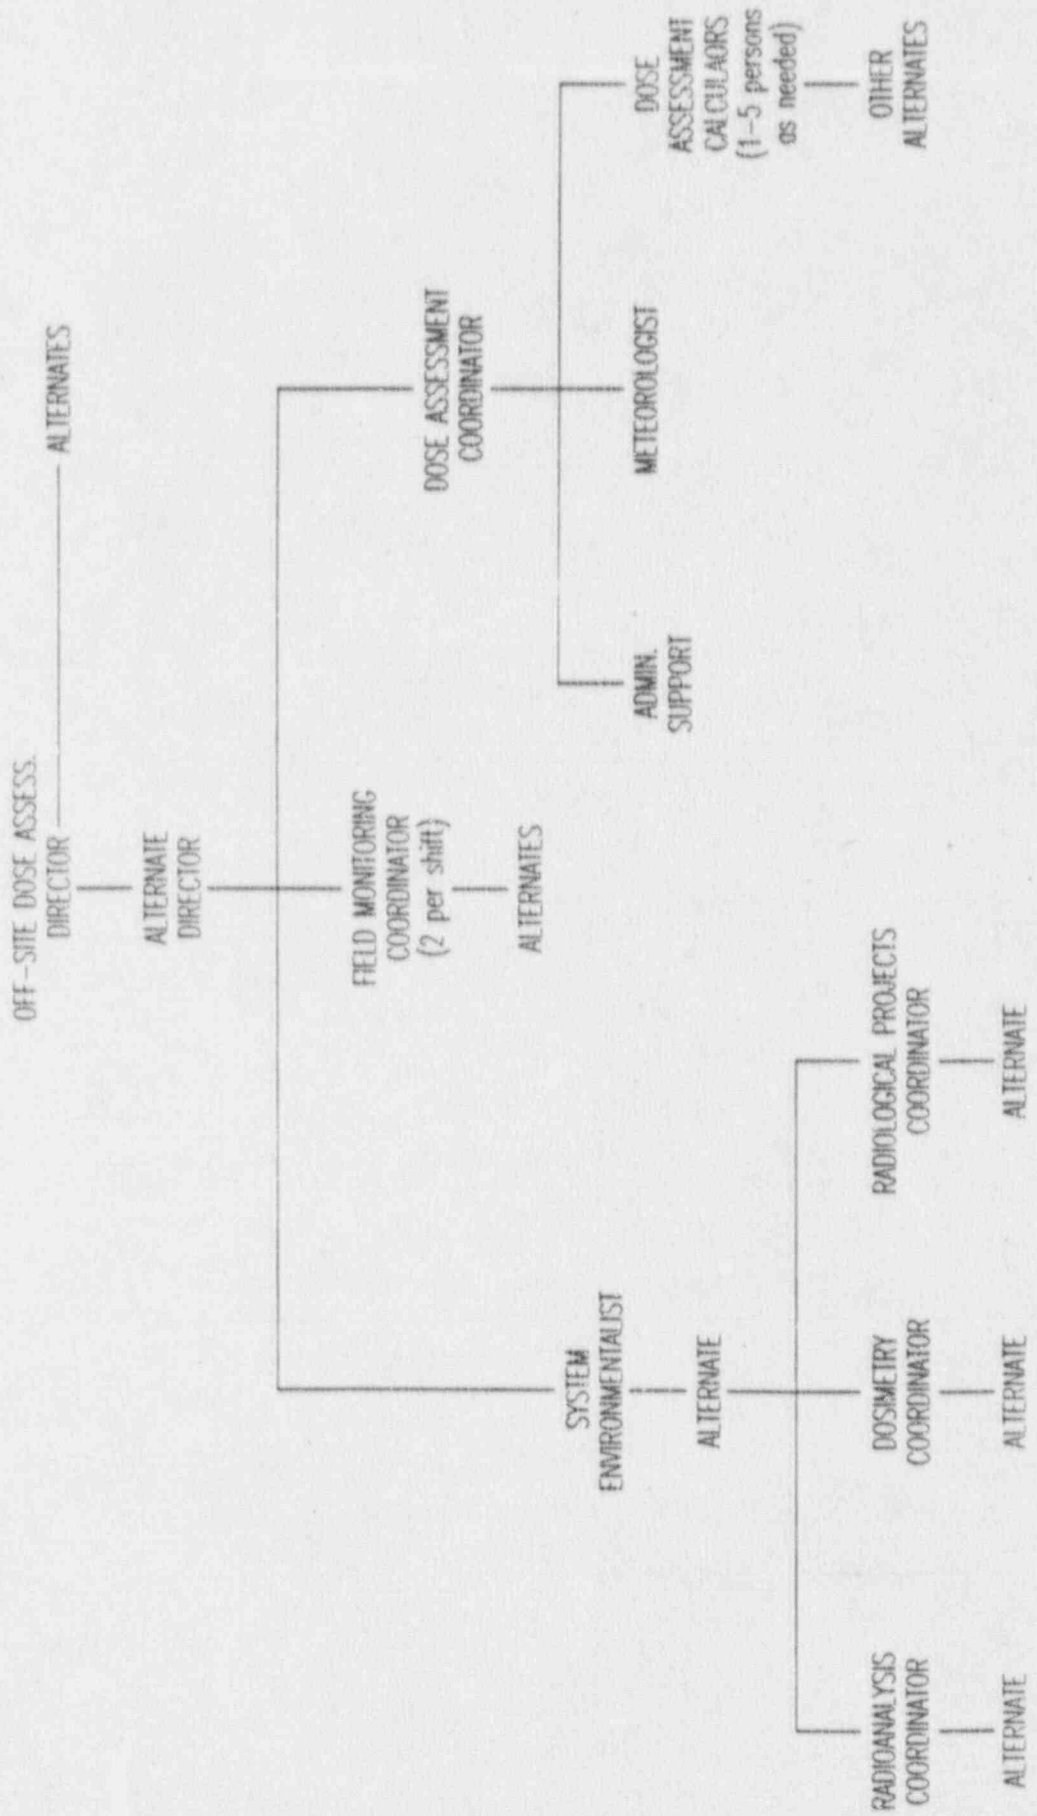 OFF-SITE DOSE ASSESS.
DIRECTOR
ALTERNATES
ALTERNATE
DIRECTOR
FIELD MONITORING
COORDINATOR
(2 per shift)
ALTERNATES
SYSTEM
ENVIRONMENTALIST
ALTERNATE
RADIOANALYSIS
COORDINATOR
ALTERNATE
DOSIMETRY
COORDINATOR
ALTERNATE
RADIOLOGICAL PROJECTS
COORDINATOR
ALTERNATE
DOSE ASSESSMENT
COORDINATOR
ADMIN.
SUPPORT
METEOROLOGIST
DOSE
ASSESSMENT
CALCULAORS
(1-5 persons
as needed)
OTHER
ALTERNATES